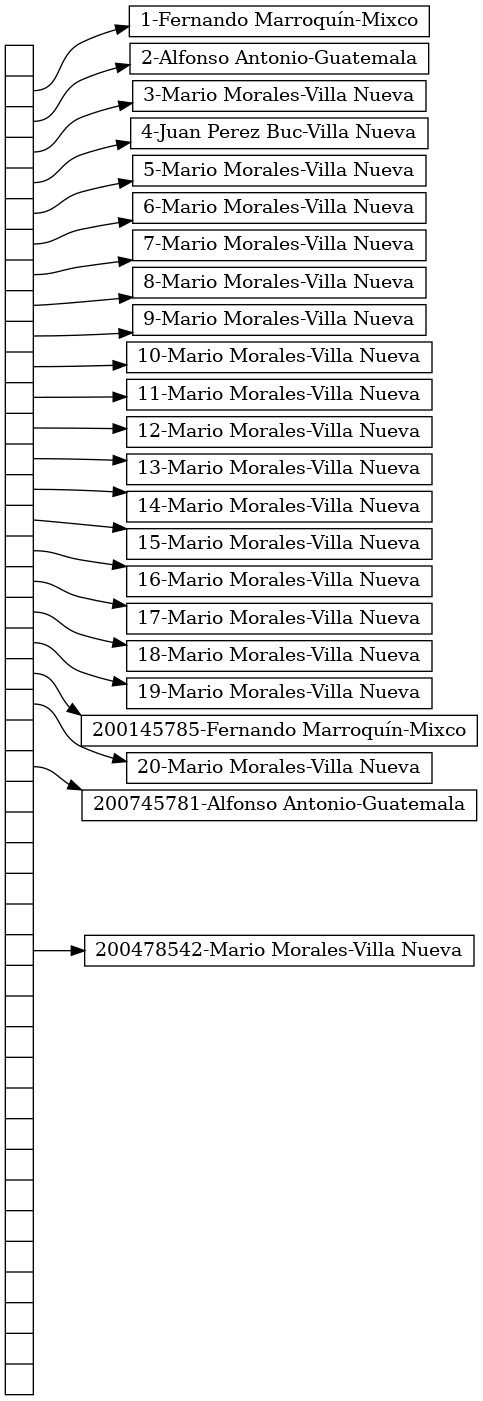 1-Fernando Marroquín-Mixco
2-Alfonso Antonio-Guatemala
3-Mario Morales-Villa Nueva
4-Juan Perez Buc-Villa Nueva
5-Mario Morales-Villa Nueva
6-Mario Morales-Villa Nueva
7-Mario Morales-Villa Nueva
8-Mario Morales-Villa Nueva
9-Mario Morales-Villa Nueva
10-Mario Morales-Villa Nueva
11-Mario Morales-Villa Nueva
12-Mario Morales-Villa Nueva
13-Mario Morales-Villa Nueva
14-Mario Morales-Villa Nueva
15-Mario Morales-Villa Nueva
16-Mario Morales-Villa Nueva
17-Mario Morales-Villa Nueva
18-Mario Morales-Villa Nueva
19-Mario Morales-Villa Nueva
200145785-Fernando Marroquín-Mixco
20-Mario Morales-Villa Nueva
200745781-Alfonso Antonio-Guatemala
200478542-Mario Morales-Villa Nueva